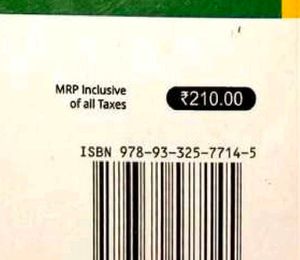 MRP Inclusive
of all Taxes
₹210.00
ISBN 978-93-325-7714-5